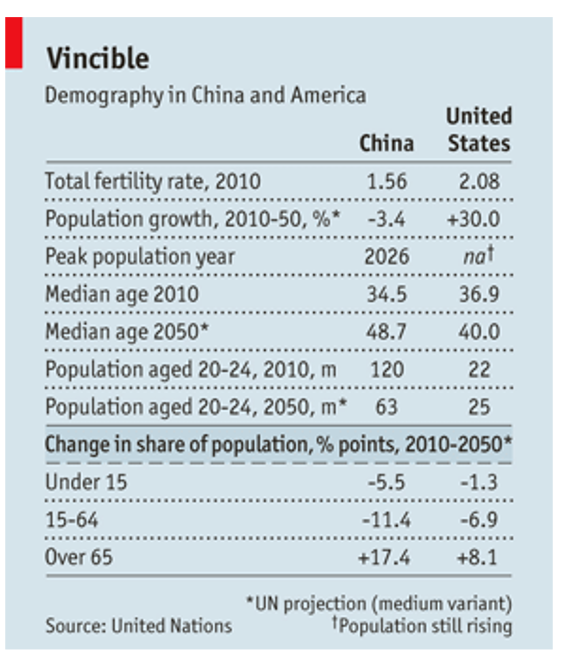 Vincible
Demography in China and America
China United States
Total fertility rate, 2010 1.56 2.08
Population growth, 2010-50, %* -3.4 +30.0
Peak population year 2026 na†
Median age 2010 34.5 36.9
Median age 2050* 48.7 40.0
Population aged 20-24, 2010, m 120 22
Population aged 20-24, 2050, m* 63 25
Change in share of population, % points, 2010-2050*
Under 15 -5.5 -1.3
15-64 -11.4 -6.9
Over 65 +17.4 +8.1
*UN projection (medium variant)
Source: United Nations †Population still rising